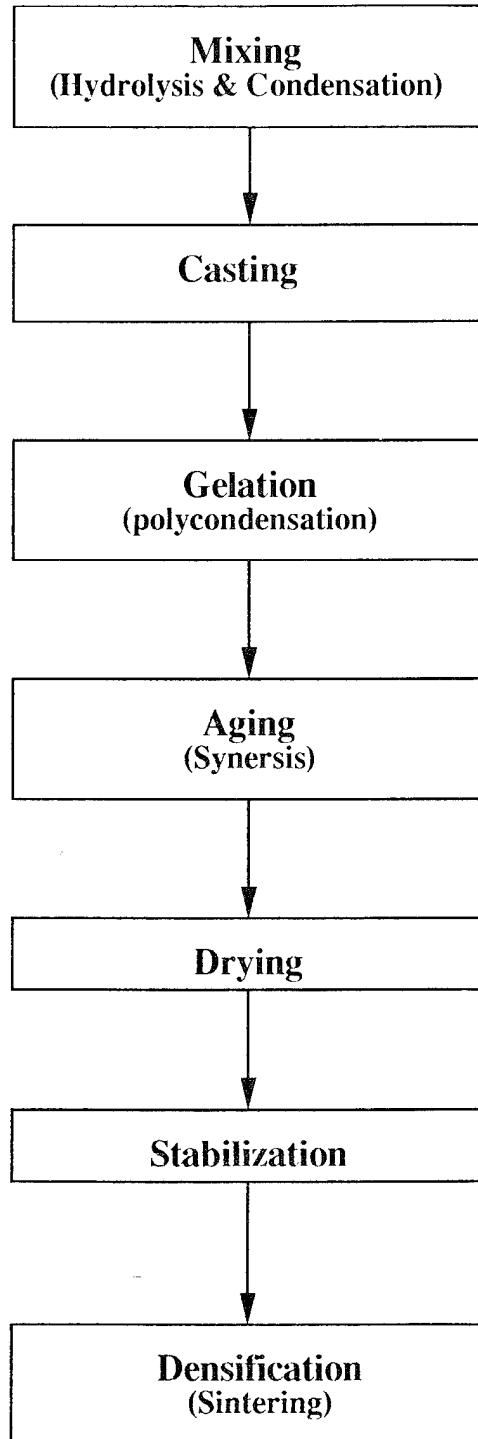 Mixing
(Hydrolysis & Condensation)
Casting
Gelation
(polycondensation)
Aging
(Synersis)
Drying
Stabilization
Densification
(Sintering)